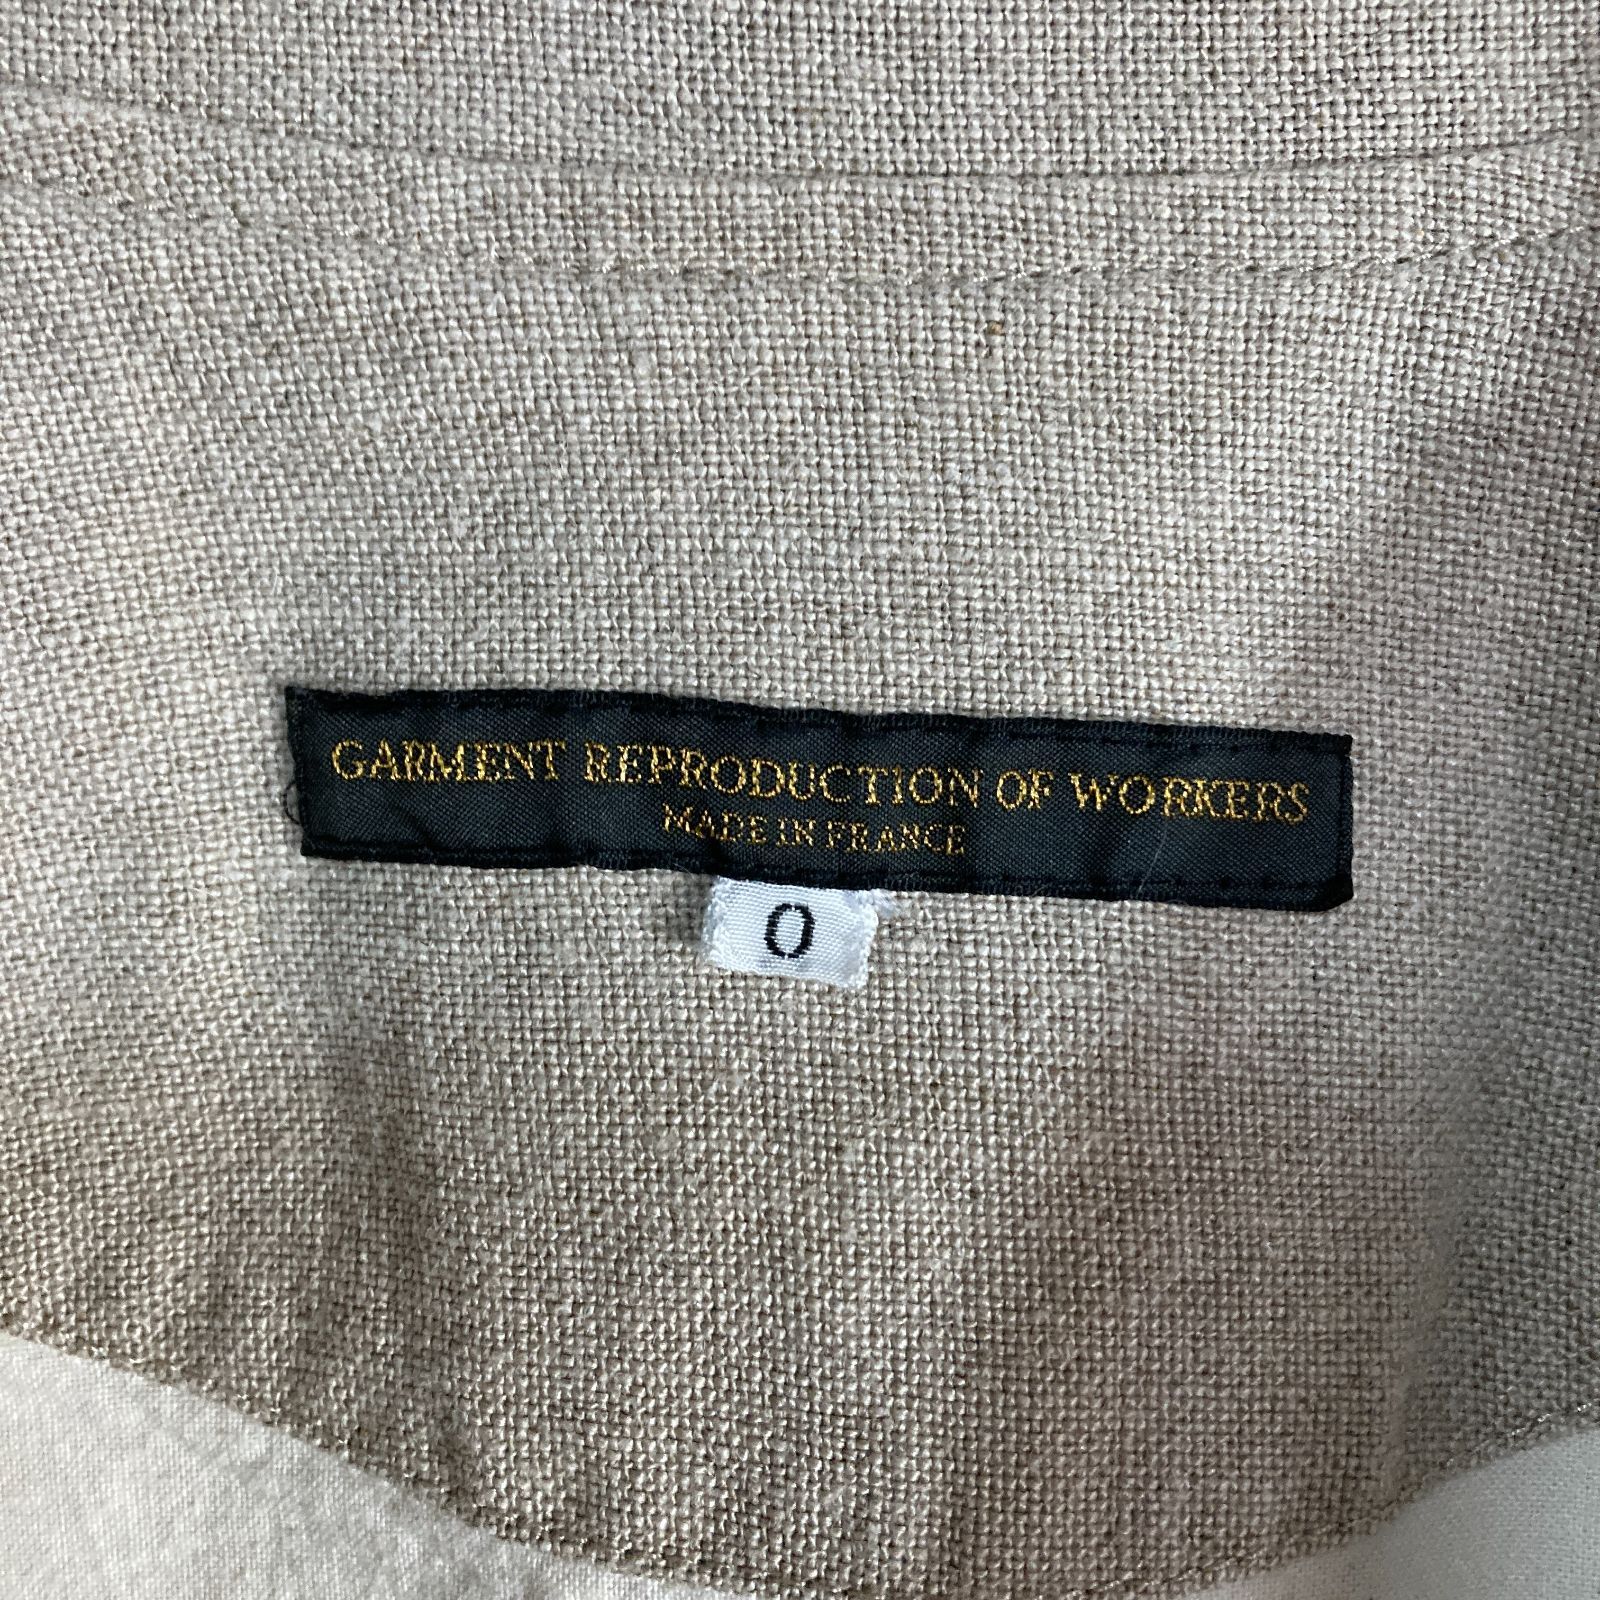 GARMENT REPRODUCTION OF WORKERS
MADE IN FRANCE
0